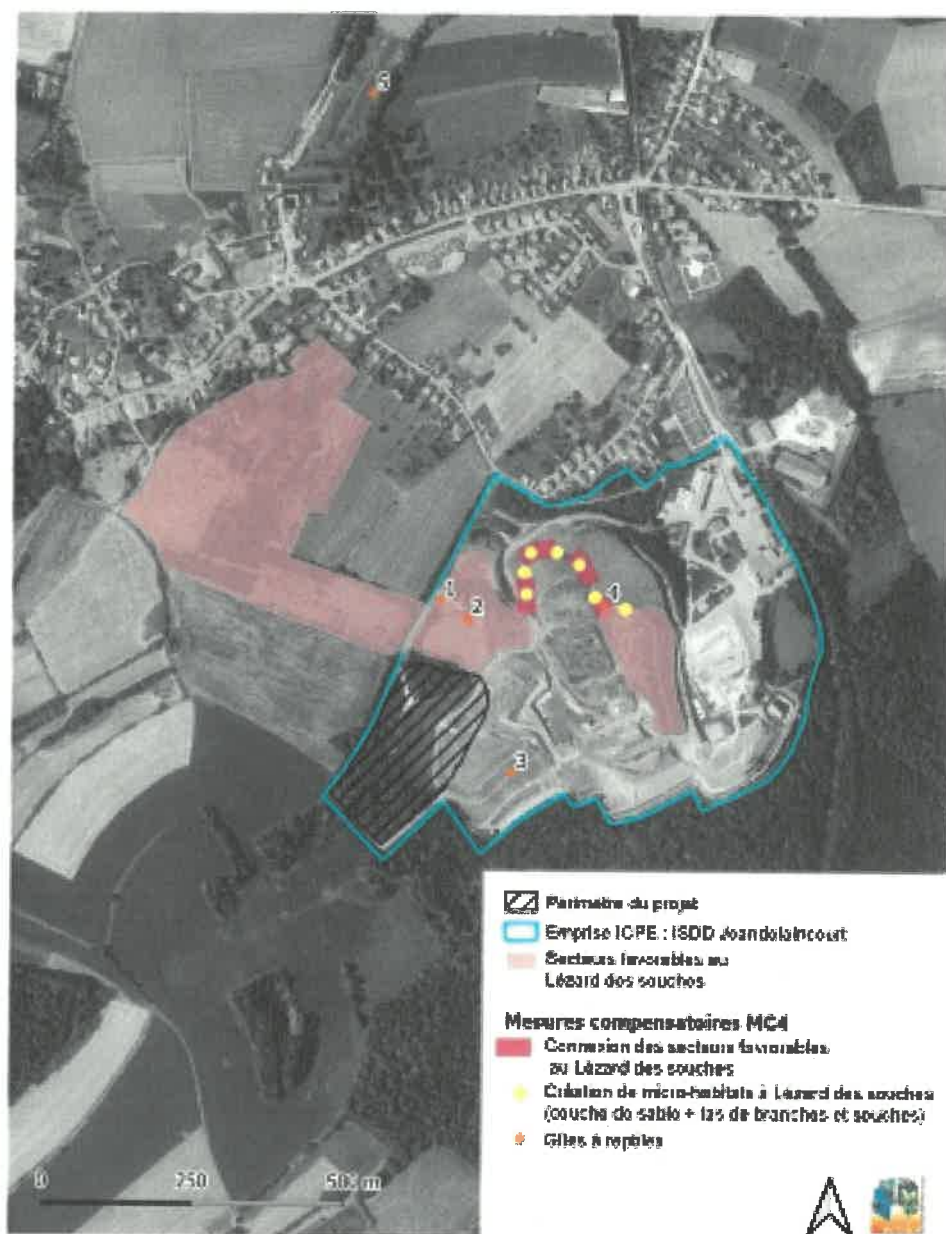 5
1
2
4
3
Périmètre du projet
Emprise ICPE : ISDD Jeandelaincourt
Secteurs favorables au
Lézard des souches
Mesures compensatoires MC4
Connexion des secteurs favorables
au Lézard des souches
Création de micro-habitats à Lézard des souches
(couche de sable + tas de branches et souches)
Gîtes à reptiles
0 250 500 m